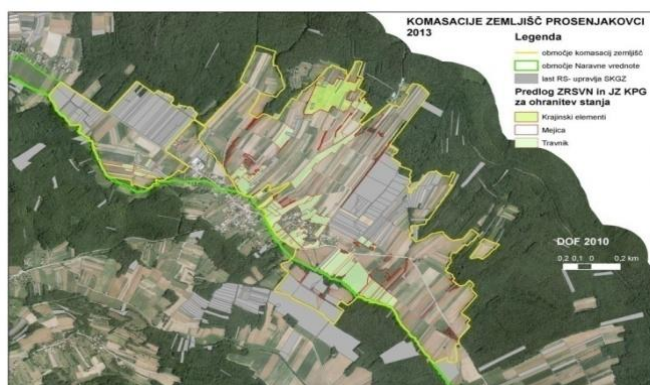 KOMASACIJE ZEMLJIŠČ PROSENJAKOVCI
2013
Legenda
območje komasacij zemljišč
območje Naravne vrednote
last RS- upravlja SKGZ
Predlog ZRSVN in JZ KPG
za ohranitev stanja
Krajinski elementi
Mejica
Travnik
DOF 2010
0,2 0,1 0 0,2 km